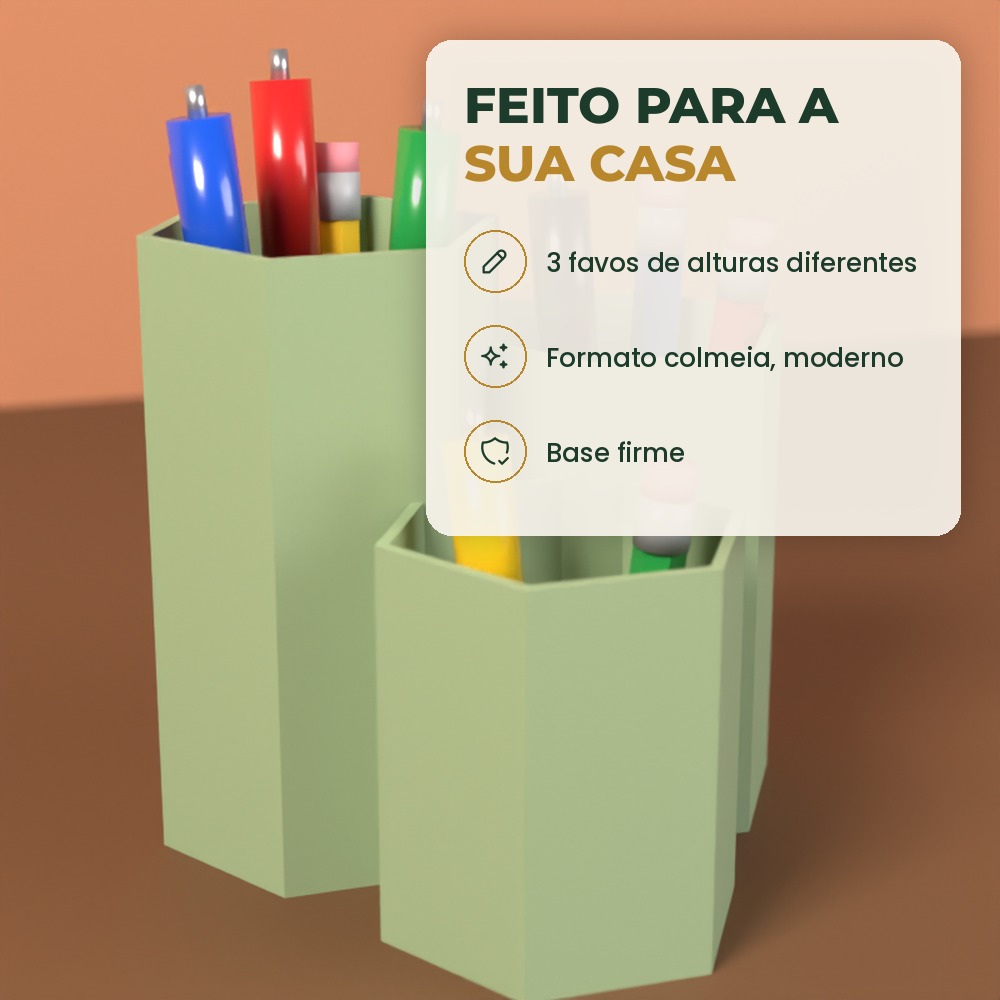 FEITO PARA A
SUA CASA
3 favos de alturas diferentes
Formato colmeia, moderno
Base firme